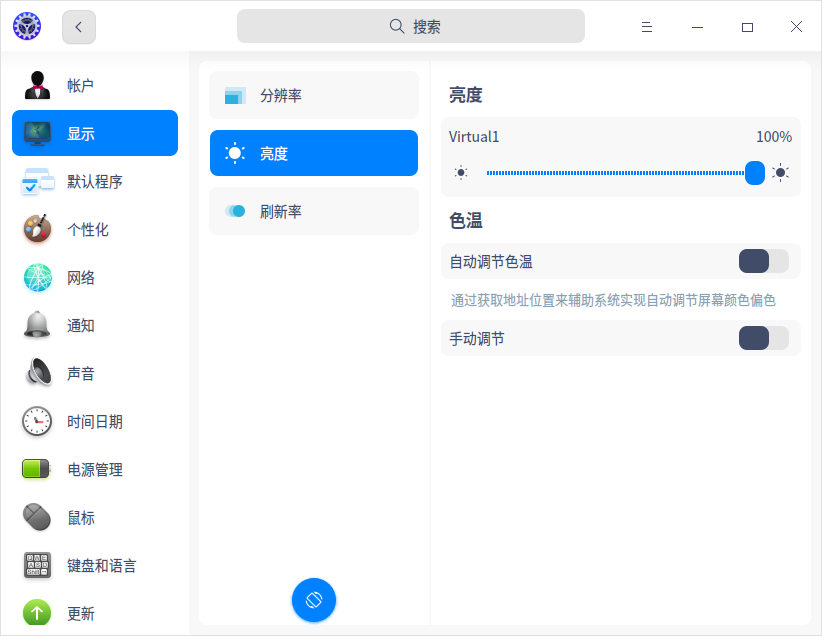 搜索
帐户
显示
默认程序
个性化
网络
通知
声音
时间日期
电源管理
鼠标
键盘和语言
更新
分辨率
亮度
刷新率
亮度
Virtual1 100%
色温
自动调节色温
通过获取地址位置来辅助系统实现自动调节屏幕颜色偏色
手动调节